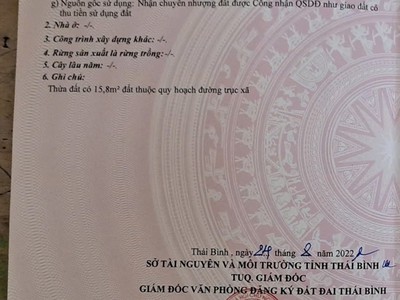 g) Nguồn gốc sử dụng: Nhận chuyển nhượng đất được Công nhận QSDĐ như giao đất có
thu tiền sử dụng đất
2. Nhà ở: -/-
3. Công trình xây dựng khác: -/-
4. Rừng sản xuất là rừng trồng: -/-
5. Cây lâu năm: -/-
6. Ghi chú:
Thửa đất có 15,8m² đất thuộc quy hoạch đường trục xã
Thái Bình , ngày 24 tháng 8 năm 2022
SỞ TÀI NGUYÊN VÀ MÔI TRƯỜNG TỈNH THÁI BÌNH
TUQ. GIÁM ĐỐC
GIÁM ĐỐC VĂN PHÒNG ĐĂNG KÝ ĐẤT ĐAI THÁI BÌNH